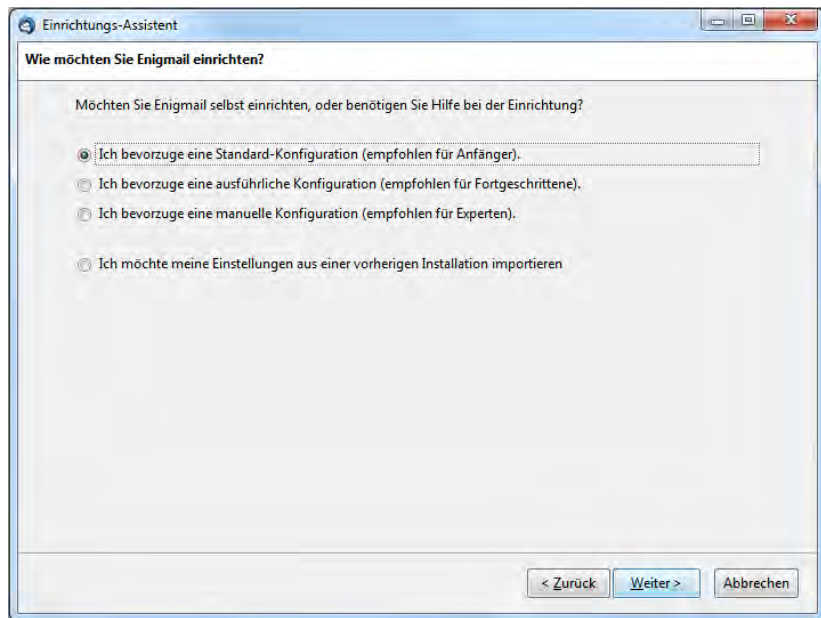 Einrichtungs-Assistent
Wie möchten Sie Enigmail einrichten?
Möchten Sie Enigmail selbst einrichten, oder benötigen Sie Hilfe bei der Einrichtung?
Ich bevorzuge eine Standard-Konfiguration (empfohlen für Anfänger).
Ich bevorzuge eine ausführliche Konfiguration (empfohlen für Fortgeschrittene).
Ich bevorzuge eine manuelle Konfiguration (empfohlen für Experten).
Ich möchte meine Einstellungen aus einer vorherigen Installation importieren
< Zurück Weiter > Abbrechen